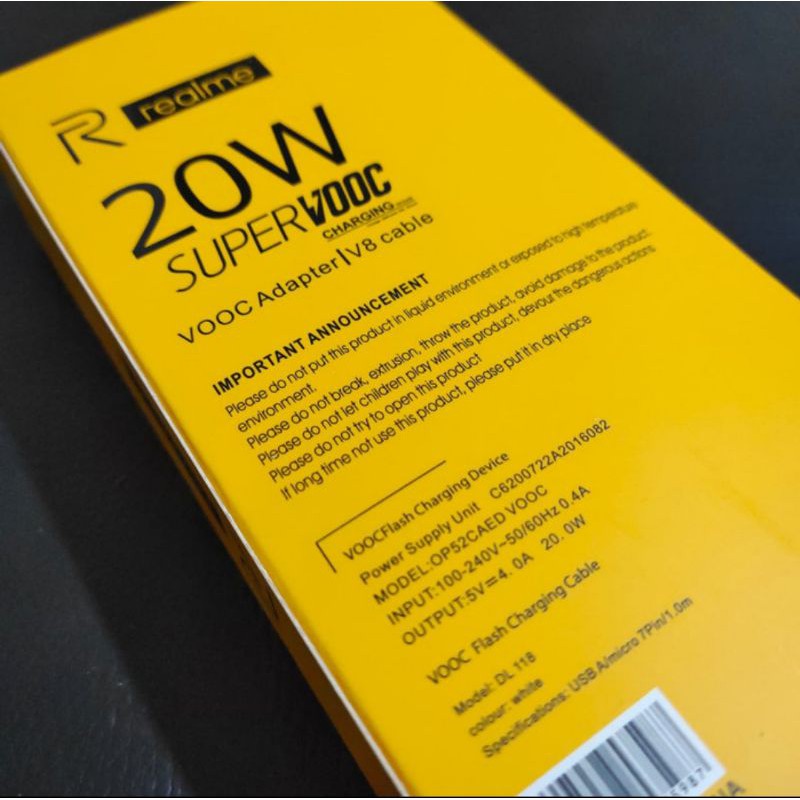 R realme
20W
SUPERVOOC
CHARGING
VOOC Adapter|V8 cable
IMPORTANT ANNOUNCEMENT
Please do not put this product in liquid environment or exposed to high temperature
environment.
Please do not break, extrusion, throw the product, avoid damage to the product.
Please do not let children play with this product, devour the dangerous actions
Please do not try to open this product
If long time not use this product, please put it in dry place
VOOCFlash Charging Device
Power Supply Unit C6200722A2016082
MODEL:OP52CAED VOOC
INPUT:100-240V~50/60Hz 0.4A
OUTPUT:5V=4.0A 20.0W
VOOC Flash Charging Cable
Model: DL 118
colour: white
Specifications: USB A/micro 7Pin/1.0m